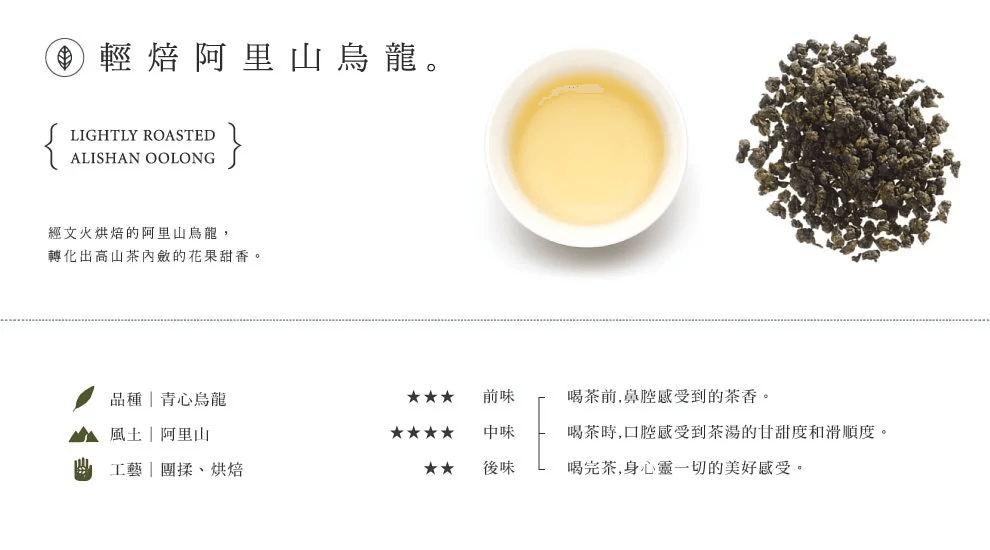 輕焙阿里山烏龍。
LIGHTLY ROASTED
ALISHAN OOLONG
經文火烘焙的阿里山烏龍，
轉化出高山茶內斂的花果甜香。
品種｜青心烏龍
風土｜阿里山
工藝｜團揉、烘焙
★★★ 前味 喝茶前,鼻腔感受到的茶香。
★★★★ 中味 喝茶時,口腔感受到茶湯的甘甜度和滑順度。
★★ 後味 喝完茶,身心靈一切的美好感受。